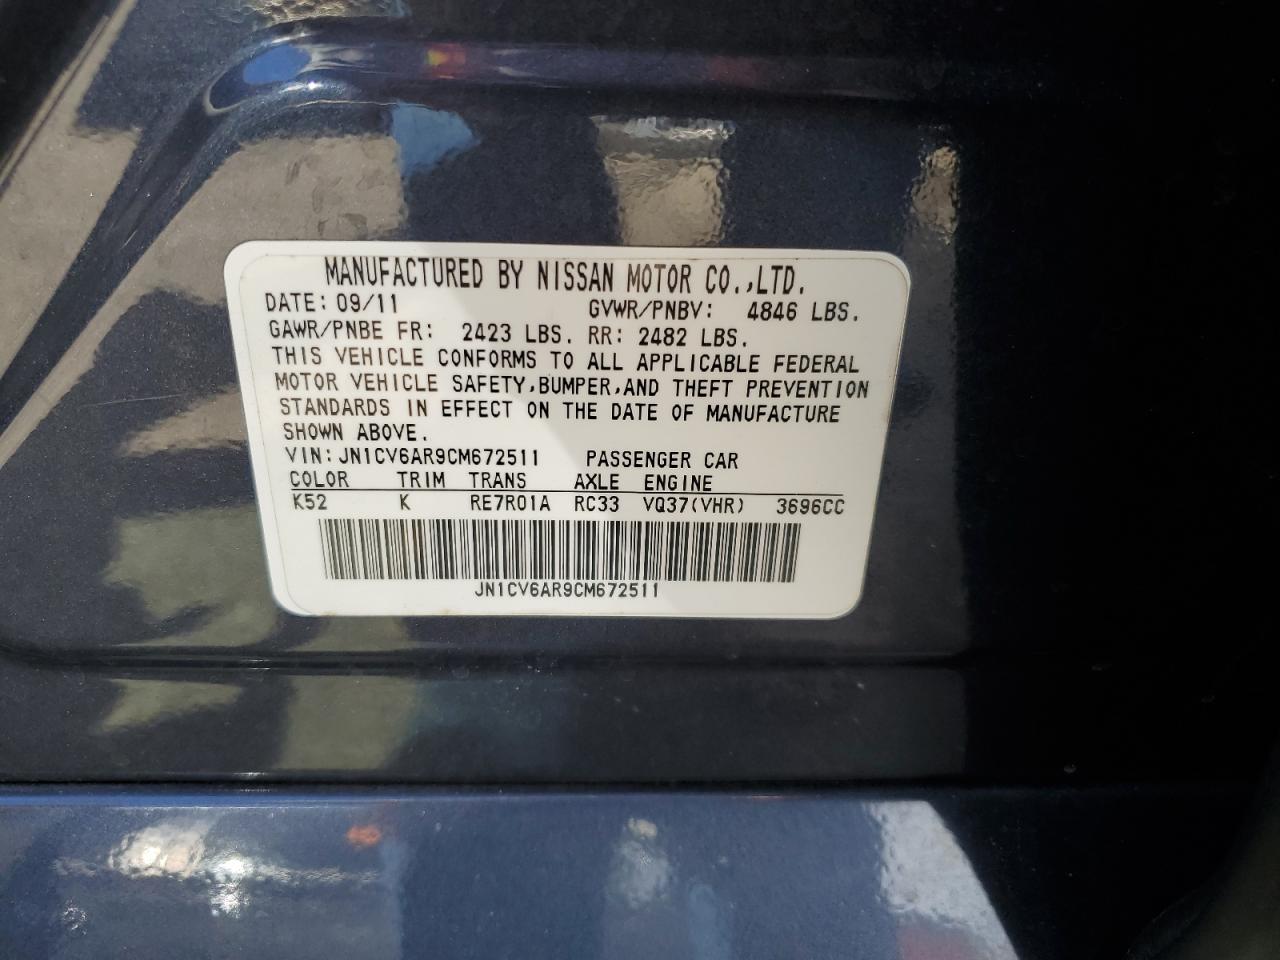 MANUFACTURED BY NISSAN MOTOR CO.,LTD.
DATE: 09/11 GVWR/PNBV: 4846 LBS.
GAWR/PNBE FR: 2423 LBS. RR: 2482 LBS.
THIS VEHICLE CONFORMS TO ALL APPLICABLE FEDERAL
MOTOR VEHICLE SAFETY,BUMPER,AND THEFT PREVENTION
STANDARDS IN EFFECT ON THE DATE OF MANUFACTURE
SHOWN ABOVE.
VIN: JN1CV6AR9CM672511 PASSENGER CAR
COLOR TRIM TRANS AXLE ENGINE
K52 K RE7R01A RC33 VQ37(VHR) 3696CC
JN1CV6AR9CM672511